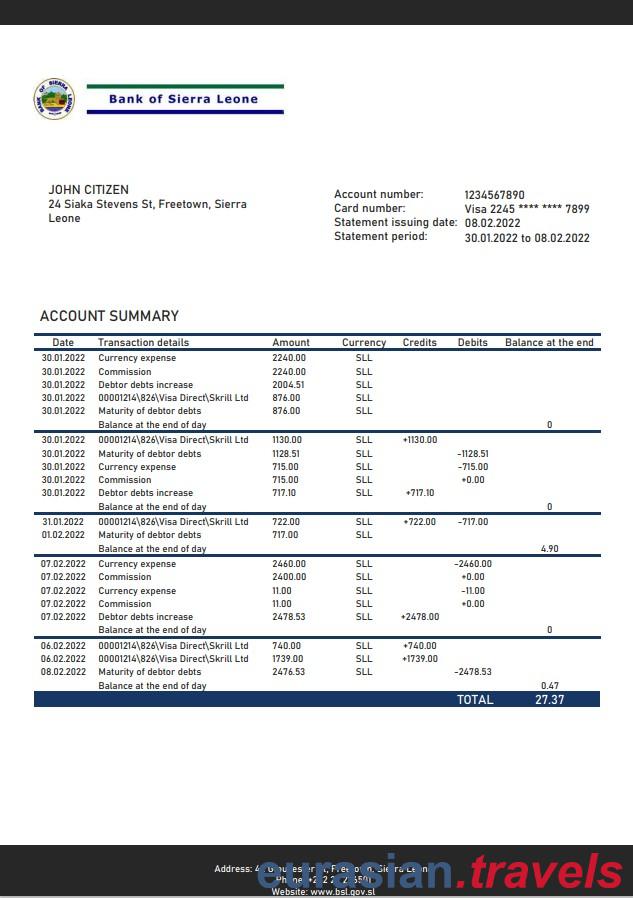 BANK OF SIERRA LEONE
Bank of Sierra Leone
JOHN CITIZEN
24 Siaka Stevens St, Freetown, Sierra
Leone
Account number: 1234567890
Card number: Visa 2245 **** **** 7899
Statement issuing date: 08.02.2022
Statement period: 30.01.2022 to 08.02.2022
ACCOUNT SUMMARY
Date Transaction details Amount Currency Credits Debits Balance at the end
30.01.2022 Currency expense 2240.00 SLL
30.01.2022 Commission 2240.00 SLL
30.01.2022 Debtor debts increase 2004.51 SLL
30.01.2022 00001214\826\Visa Direct\Skrill Ltd 876.00 SLL
30.01.2022 Maturity of debtor debts 876.00 SLL
Balance at the end of day 0
30.01.2022 00001214\826\Visa Direct\Skrill Ltd 1130.00 SLL +1130.00
30.01.2022 Maturity of debtor debts 1128.51 SLL -1128.51
30.01.2022 Currency expense 715.00 SLL -715.00
30.01.2022 Commission 715.00 SLL +0.00
30.01.2022 Debtor debts increase 717.10 SLL +717.10
Balance at the end of day 0
31.01.2022 00001214\826\Visa Direct\Skrill Ltd 722.00 SLL +722.00 -717.00
01.02.2022 Maturity of debtor debts 717.00 SLL
Balance at the end of day 4.90
07.02.2022 Currency expense 2460.00 SLL -2460.00
07.02.2022 Commission 2400.00 SLL +0.00
07.02.2022 Currency expense 11.00 SLL -11.00
07.02.2022 Commission 11.00 SLL +0.00
07.02.2022 Debtor debts increase 2478.53 SLL +2478.00
Balance at the end of day 0
06.02.2022 00001214\826\Visa Direct\Skrill Ltd 740.00 SLL +740.00
06.02.2022 00001214\826\Visa Direct\Skrill Ltd 1739.00 SLL +1739.00
08.02.2022 Maturity of debtor debts 2476.53 SLL -2478.53
Balance at the end of day 0.47
TOTAL 27.37
Address: Sierra Leone
Website: www.bsl.gov.sl
eurasian.travels